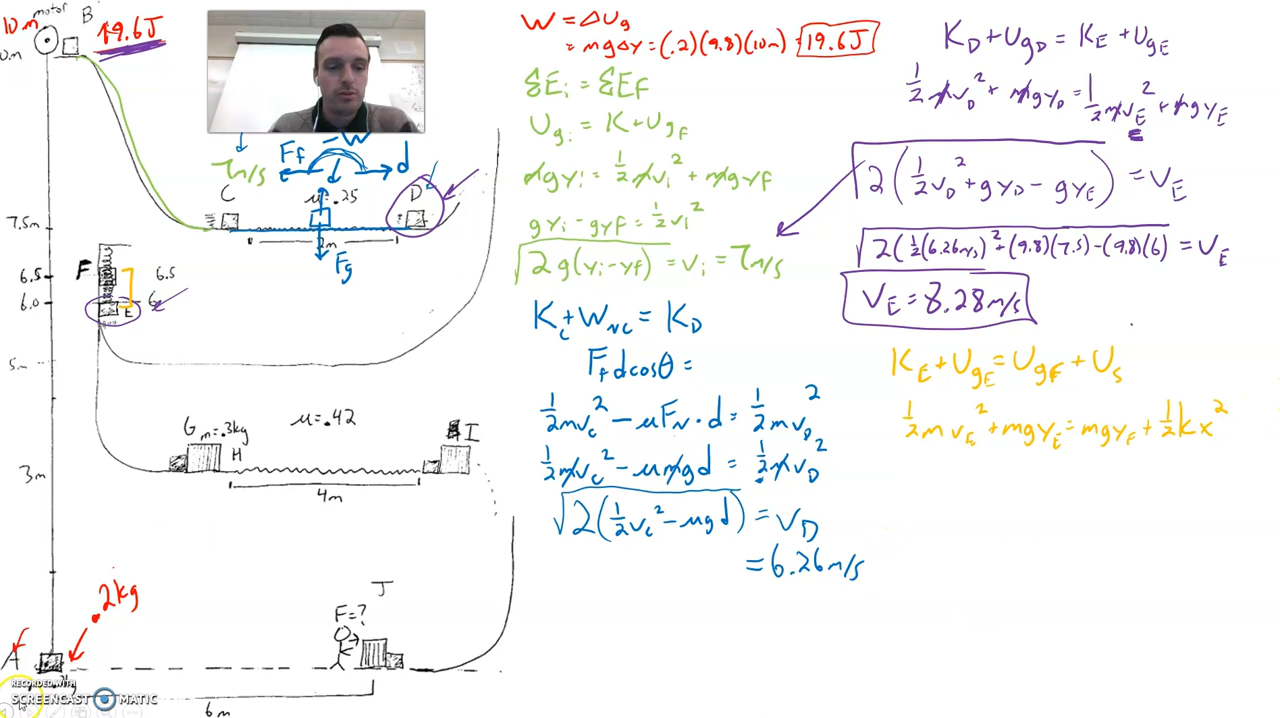 motor B
10m
19.6J
0m
7m/s
Ff
-W
d
d
C
μ=.25
D
7.5m
2m
Fg
F
6.5
6.5
6.0
6
E
5m
G m=.3kg
μ=.42
H
I
3m
4m
.2kg
J
F=?
A
RECORDED WITH
SCREENCAST MATIC
6m
W = ΔUg
= mgΔy = (.2)(9.8)(10m) = 19.6J
ΣEi = ΣEf
Ugi = K + Ugf
mgyi = 1/2mvi² + mgyf
gyi - gyf = 1/2vi²
√2g(yi-yf) = vi = 7m/s
Kc + Wnc = KD
Ff d cosθ =
1/2mvc² - μFN·d = 1/2mvD²
1/2mvc² - μmgd = 1/2mvD²
√2(1/2vc² - μgd) = vD
= 6.26m/s
KD + UgD = KE + UgE
1/2mvD² + mgyD = 1/2mvE² + mgyE
√2(1/2vD² + gyD - gyE) = vE
√2(1/2(6.26m/s)² + (9.8)(7.5) - (9.8)(6)) = vE
vE = 8.28m/s
KE + UgE = UgF + Us
1/2mvE² + mgyE = mgyF + 1/2kx²